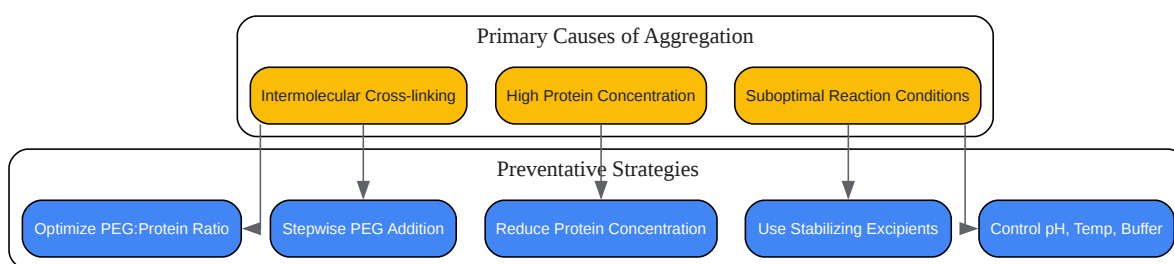 Primary Causes of Aggregation
Intermolecular Cross-linking
High Protein Concentration
Suboptimal Reaction Conditions
Preventative Strategies
Optimize PEG:Protein Ratio
Stepwise PEG Addition
Reduce Protein Concentration
Use Stabilizing Excipients
Control pH, Temp, Buffer